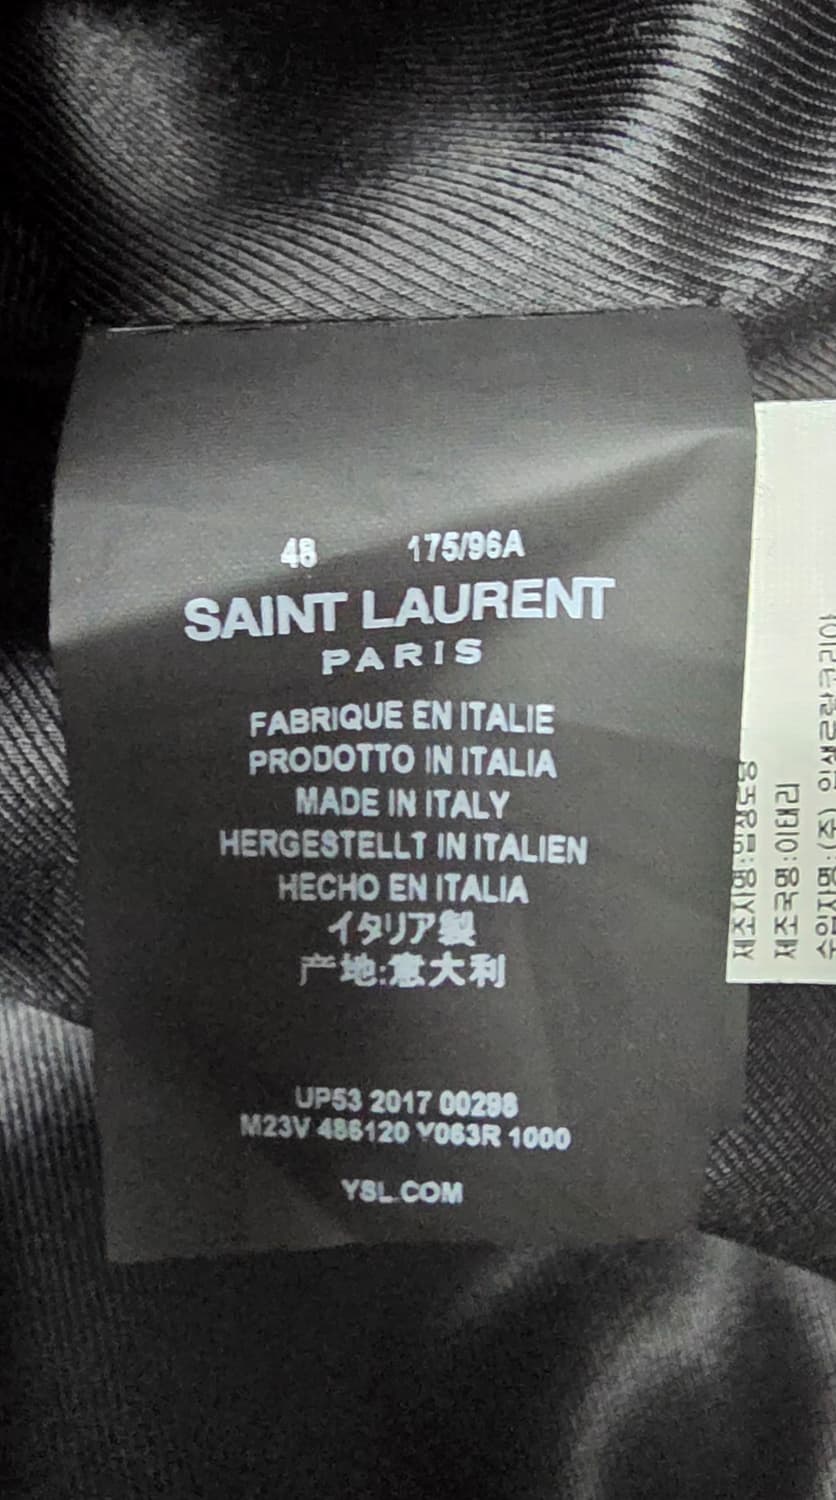 48 175/96A
SAINT LAURENT
PARIS
FABRIQUE EN ITALIE
PRODOTTO IN ITALIA
MADE IN ITALY
HERGESTELLT IN ITALIEN
HECHO EN ITALIA
イタリア製
产地:意大利
UP53 2017 00298
M23V 486120 Y063R 1000
YSL.COM
제조국명:이태리